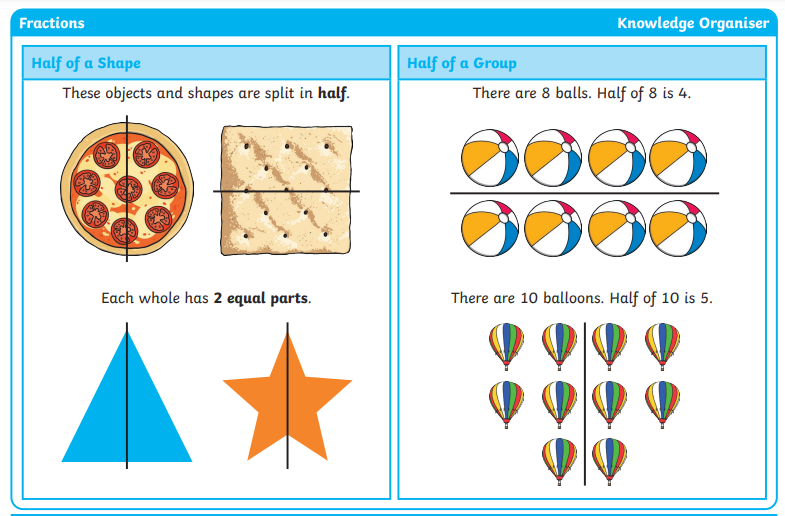 Fractions
Knowledge Organiser
Half of a Shape
These objects and shapes are split in half.
Each whole has 2 equal parts.
Half of a Group
There are 8 balls. Half of 8 is 4.
There are 10 balloons. Half of 10 is 5.